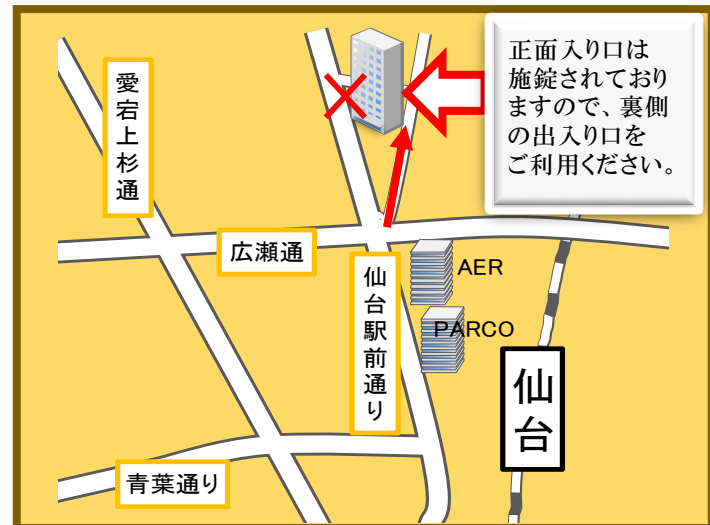 正面入り口は
施錠されており
ますので、裏側
の出入り口を
ご利用ください。
愛宕上杉通
広瀬通
仙台駅前通り
AER
PARCO
仙台
青葉通り